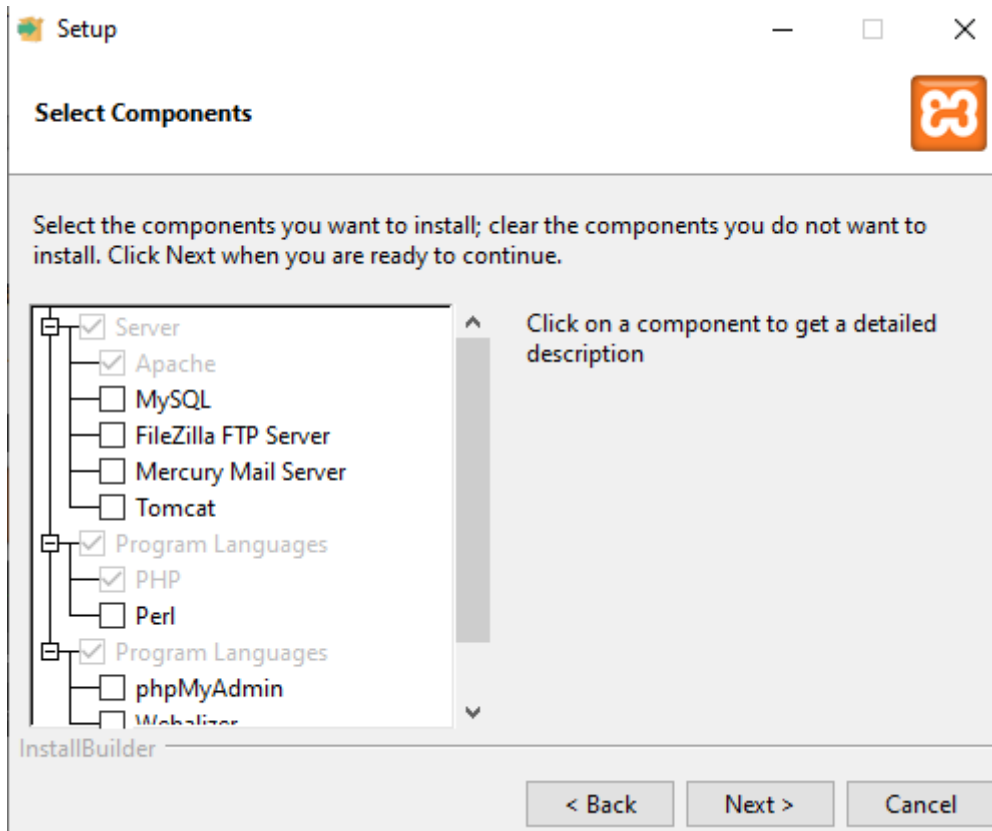 Setup
Select Components
Select the components you want to install; clear the components you do not want to
install. Click Next when you are ready to continue.
Server
Apache
MySQL
FileZilla FTP Server
Mercury Mail Server
Tomcat
Program Languages
PHP
Perl
Program Languages
phpMyAdmin
Webalizer
Click on a component to get a detailed
description
InstallBuilder
< Back
Next >
Cancel